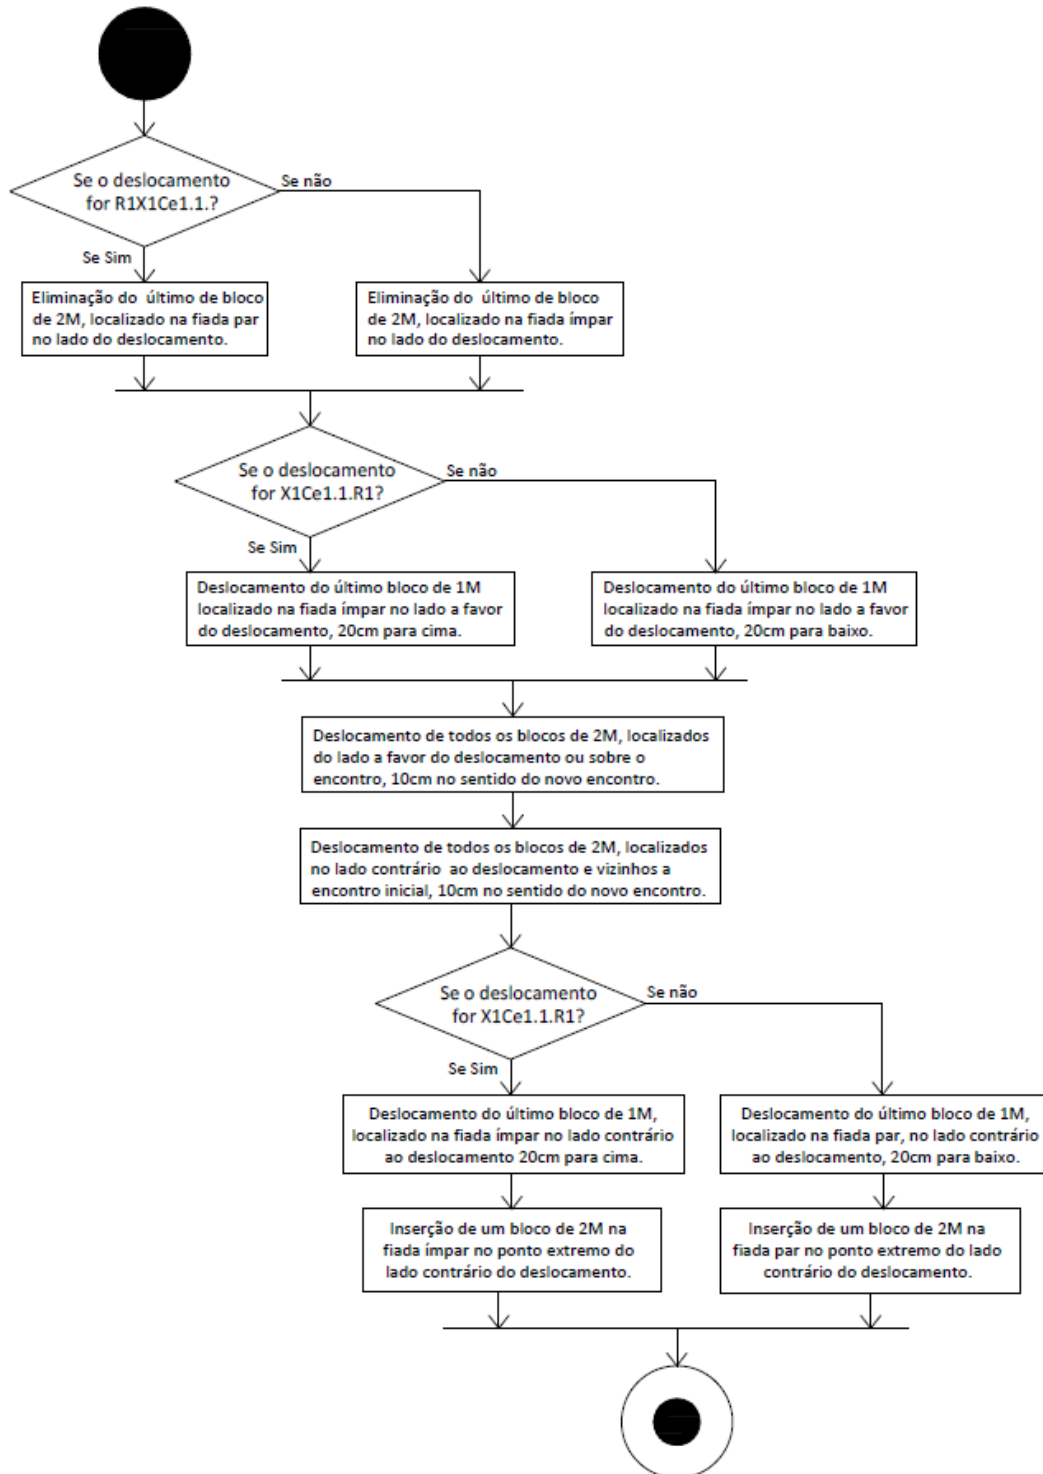 Se o deslocamento
for R1X1Ce1.1.?
Se não
Se Sim
Eliminação do  último de bloco
de 2M, localizado na fiada par
no lado do deslocamento.
Eliminação do  último de bloco
de 2M, localizado na fiada ímpar
no lado do deslocamento.
Se o deslocamento
for X1Ce1.1.R1?
Se não
Se Sim
Deslocamento do último bloco de 1M
localizado na fiada ímpar no lado a favor
do deslocamento, 20cm para cima.
Deslocamento do último bloco de 1M
localizado na fiada ímpar no lado a favor
do deslocamento, 20cm para baixo.
Deslocamento de todos os blocos de 2M, localizados
do lado a favor do deslocamento ou sobre o
encontro, 10cm no sentido do novo encontro.
Deslocamento de todos os blocos de 2M, localizados
no lado contrário  ao deslocamento e vizinhos a
encontro inicial, 10cm no sentido do novo encontro.
Se o deslocamento
for X1Ce1.1.R1?
Se não
Se Sim
Deslocamento do último bloco de 1M,
localizado na fiada ímpar no lado contrário
ao deslocamento 20cm para cima.
Deslocamento do último bloco de 1M,
localizado na fiada par, no lado contrário
ao deslocamento, 20cm para baixo.
Inserção de um bloco de 2M na
fiada ímpar no ponto extremo do
lado contrário do deslocamento.
Inserção de um bloco de 2M na
fiada par no ponto extremo do lado
contrário do deslocamento.